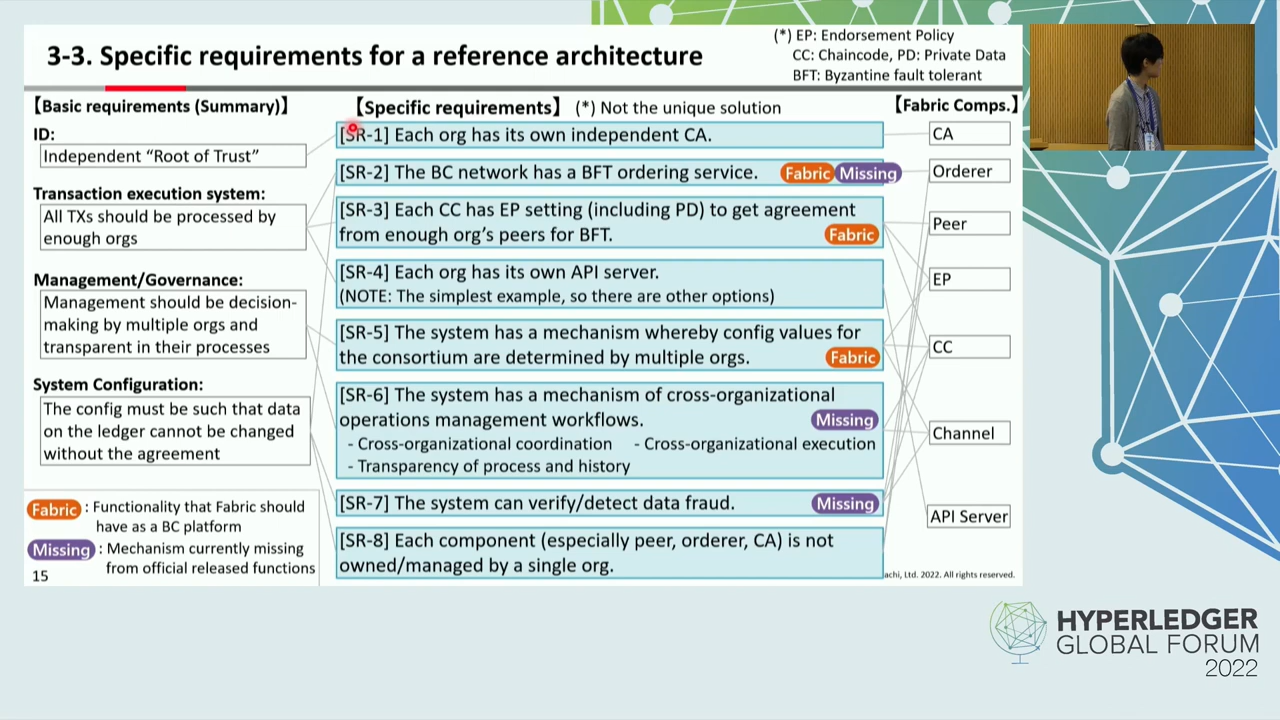 3-3. Specific requirements for a reference architecture
(*) EP: Endorsement Policy
CC: Chaincode, PD: Private Data
BFT: Byzantine fault tolerant
【Basic requirements (Summary)】
ID:
Independent “Root of Trust”
Transaction execution system:
All TXs should be processed by
enough orgs
Management/Governance:
Management should be decision-
making by multiple orgs and
transparent in their processes
System Configuration:
The config must be such that data
on the ledger cannot be changed
without the agreement
Fabric : Functionality that Fabric should
have as a BC platform
Missing : Mechanism currently missing
from official released functions
15
【Specific requirements】 (*) Not the unique solution
[SR-1] Each org has its own independent CA.
[SR-2] The BC network has a BFT ordering service. Fabric Missing
[SR-3] Each CC has EP setting (including PD) to get agreement
from enough org’s peers for BFT. Fabric
[SR-4] Each org has its own API server.
(NOTE: The simplest example, so there are other options)
[SR-5] The system has a mechanism whereby config values for
the consortium are determined by multiple orgs. Fabric
[SR-6] The system has a mechanism of cross-organizational
operations management workflows. Missing
- Cross-organizational coordination - Cross-organizational execution
- Transparency of process and history
[SR-7] The system can verify/detect data fraud. Missing
[SR-8] Each component (especially peer, orderer, CA) is not
owned/managed by a single org.
【Fabric Comps.】
CA
Orderer
Peer
EP
CC
Channel
API Server
achi, Ltd. 2022. All rights reserved.
HYPERLEDGER
GLOBAL FORUM
2022